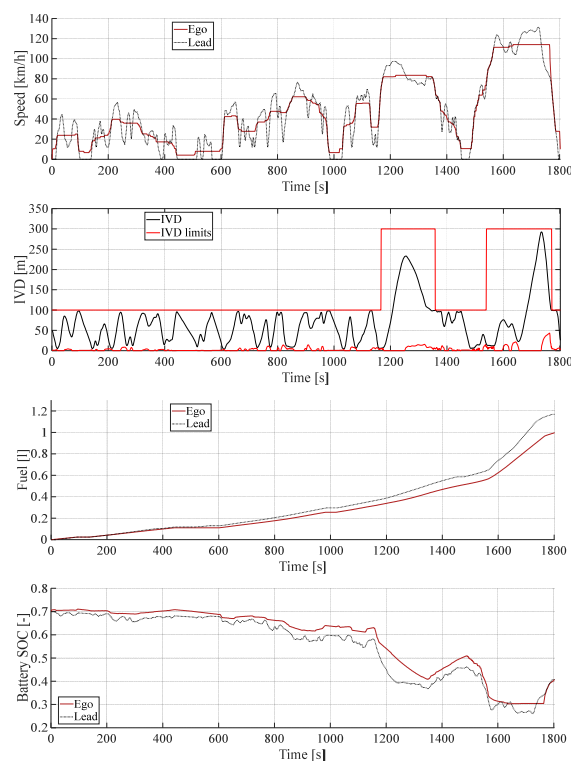 140
120
100
80
60
40
20
0
Speed [km/h]
Ego
Lead
0 200 400 600 800 1000 1200 1400 1600 1800
Time [s]
350
300
250
200
150
100
50
0
IVD [m]
IVD
IVD limits
0 200 400 600 800 1000 1200 1400 1600 1800
Time [s]
1.2
1
0.8
0.6
0.4
0.2
0
Fuel [l]
Ego
Lead
0 200 400 600 800 1000 1200 1400 1600 1800
Time [s]
0.8
0.7
0.6
0.5
0.4
0.3
0.2
Battery SOC [-]
Ego
Lead
0 200 400 600 800 1000 1200 1400 1600 1800
Time [s]